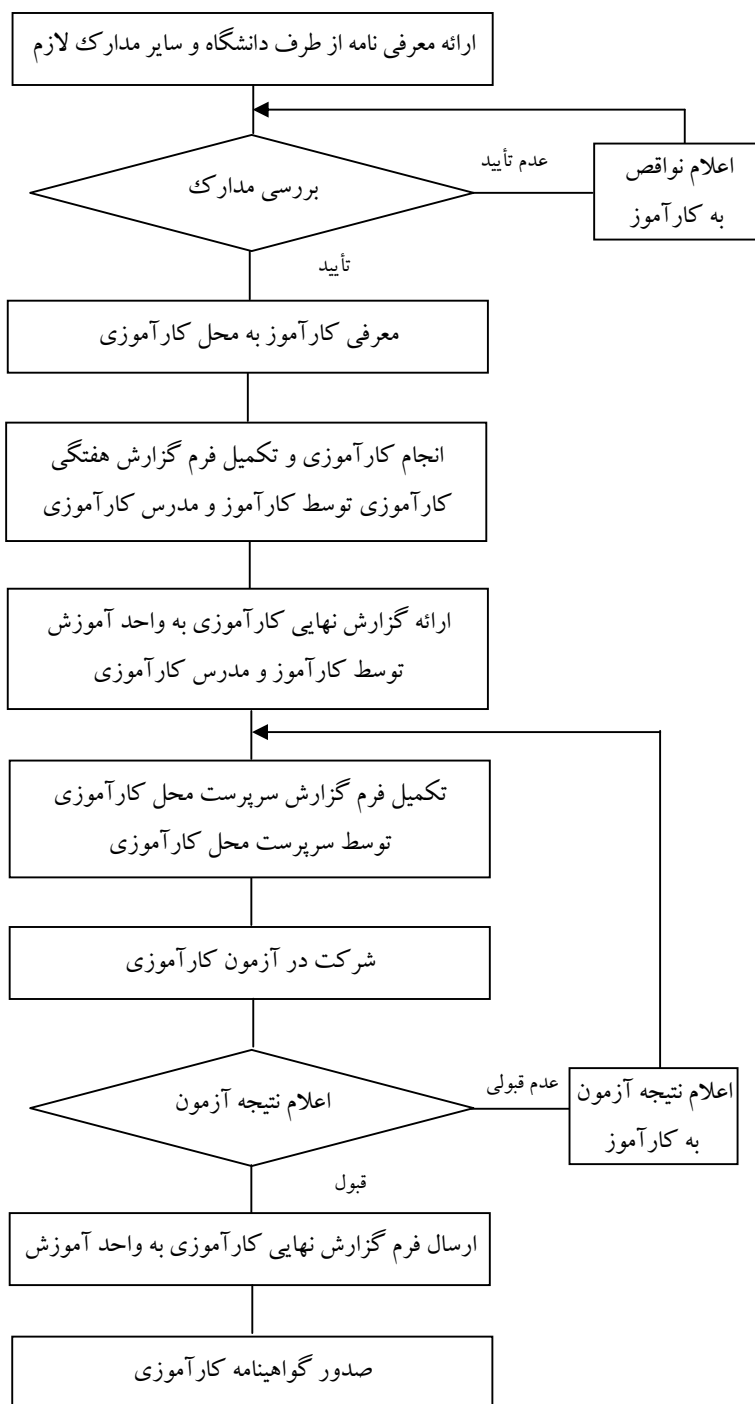 ارائه معرفی نامه از طرف دانشگاه و سایر مدارک لازم
عدم تأیید
اعلام نواقص
به کارآموز
بررسی مدارک
تأیید
معرفی کارآموز به محل کارآموزی
انجام کارآموزی و تکمیل فرم گزارش هفتگی
کارآموزی توسط کارآموز و مدرس کارآموزی
ارائه گزارش نهایی کارآموزی به واحد آموزش
توسط کارآموز و مدرس کارآموزی
تکمیل فرم گزارش سرپرست محل کارآموزی
توسط سرپرست محل کارآموزی
شرکت در آزمون کارآموزی
اعلام نتیجه آزمون
عدم قبولی
اعلام نتیجه آزمون
به کارآموز
قبول
ارسال فرم گزارش نهایی کارآموزی به واحد آموزش
صدور گواهینامه کارآموزی